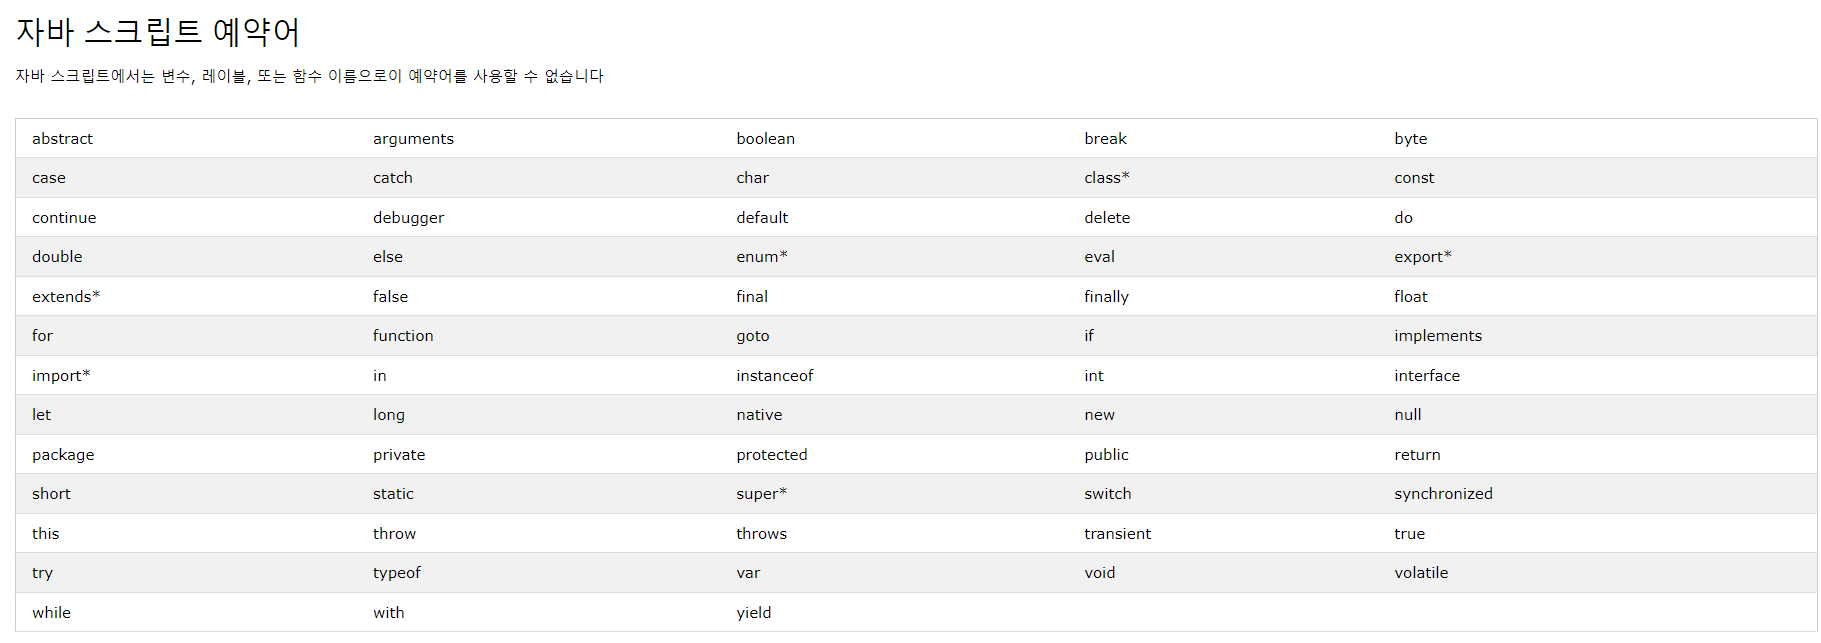 자바 스크립트 예약어
자바 스크립트에서는 변수, 레이블, 또는 함수 이름으로이 예약어를 사용할 수 없습니다
abstract arguments boolean break byte
case catch char class* const
continue debugger default delete do
double else enum* eval export*
extends* false final finally float
for function goto if implements
import* in instanceof int interface
let long native new null
package private protected public return
short static super* switch synchronized
this throw throws transient true
try typeof var void volatile
while with yield